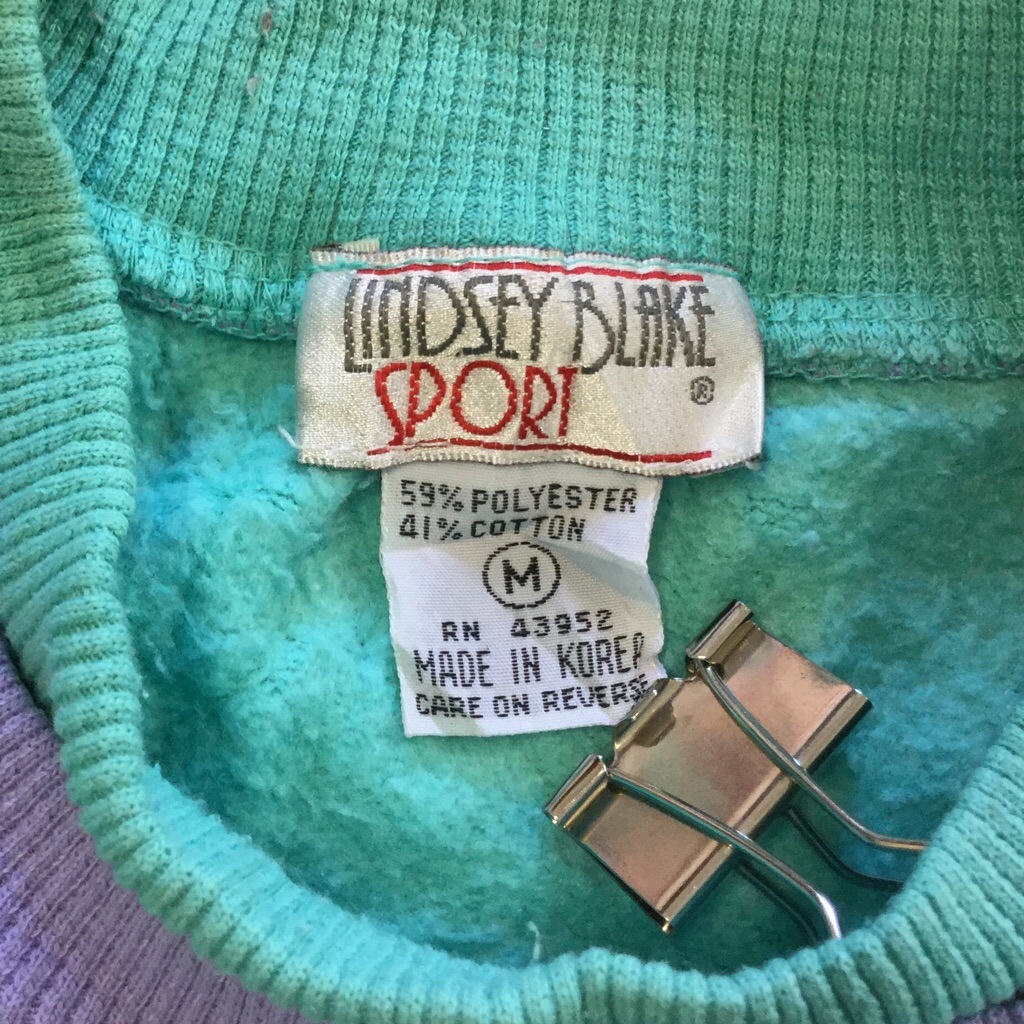 LINDSEY BLAKE
SPORT ®
59% POLYESTER
41% COTTON
M
RN 43952
MADE IN KOREA
CARE ON REVERSE